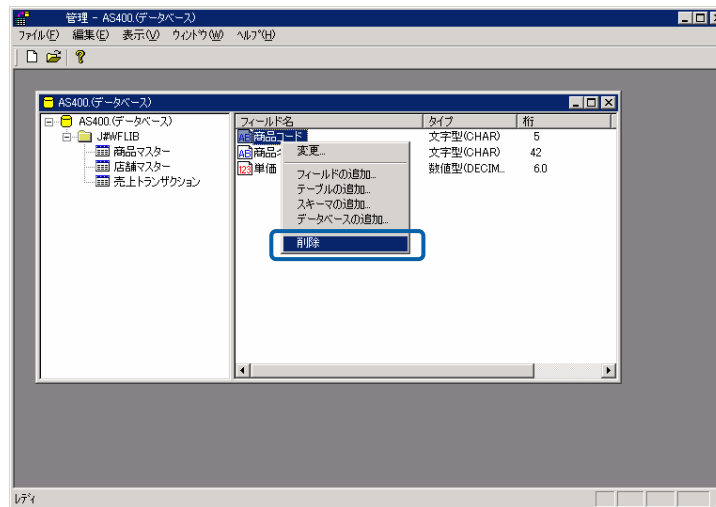 管理 - AS400.(データベース)
ファイル(F) 編集(E) 表示(V) ウィンドウ(W) ヘルプ(H)
AS400.(データベース)
AS400.(データベース)
J#WFLIB
商品マスター
店舗マスター
売上トランザクション
フィールド名 タイプ 桁
商品コード 文字型(CHAR) 5
商品 文字型(CHAR) 42
単価 数値型(DECIM... 6.0
変更...
フィールドの追加...
テーブルの追加...
スキーマの追加...
データベースの追加...
削除
レディ